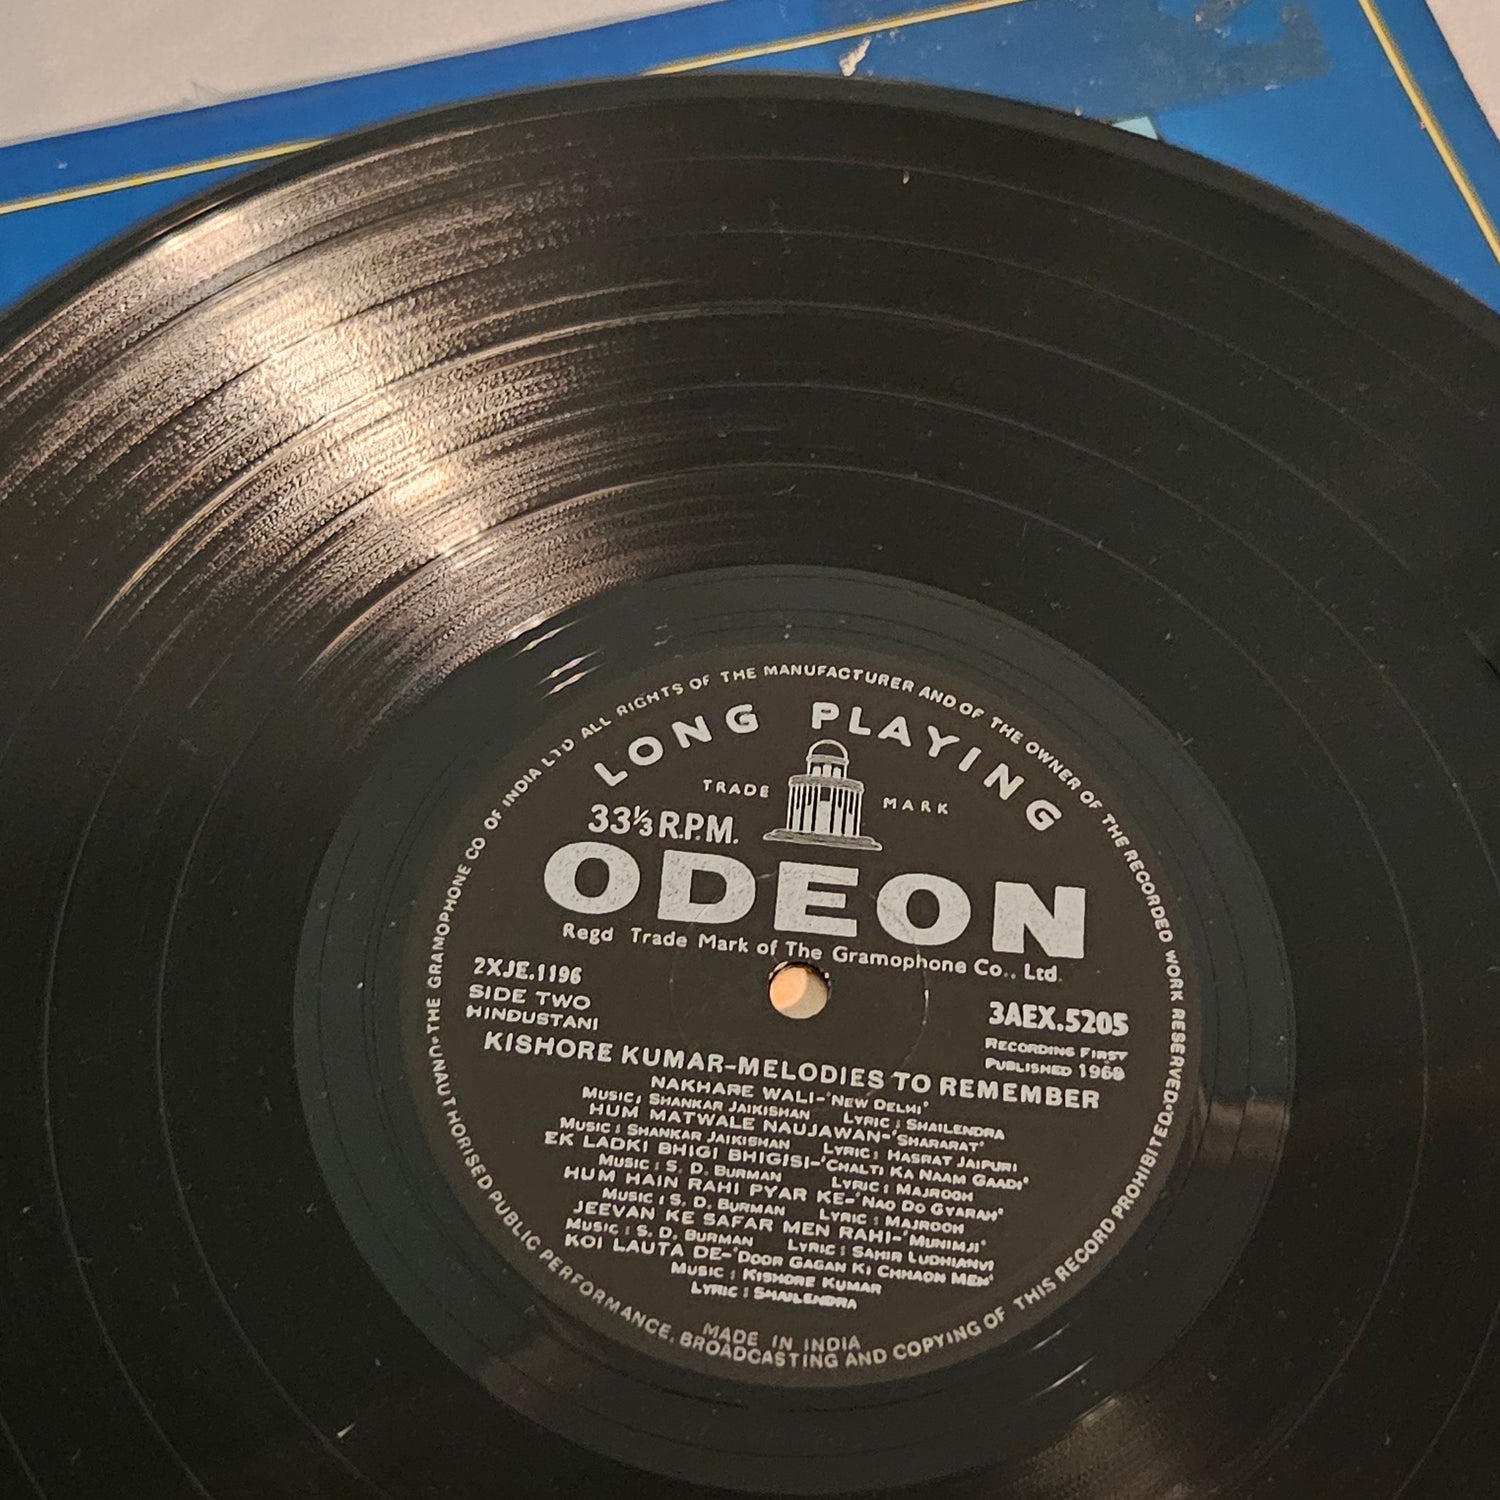 THE GRAMOPHONE CO OF INDIA LTD ALL RIGHTS OF THE MANUFACTURER AND OF THE OWNER OF THE RECORDED WORK RESERVED
LONG PLAYING
TRADE MARK
33⅓ R.P.M.
ODEON
Regd Trade Mark of The Gramophone Co., Ltd.
2XJE.1196
SIDE TWO
HINDUSTANI
3AEX.5205
RECORDING FIRST
PUBLISHED 1968
KISHORE KUMAR-MELODIES TO REMEMBER
NAKHARE WALI-'NEW DELHI'
MUSIC: SHANKAR JAIKISHAN LYRIC: SHAILENDRA
HUM MATWALE NAUJAWAN-'SHARARAT'
MUSIC: SHANKAR JAIKISHAN LYRIC: HASRAT JAIPURI
EK LADKI BHIGI BHIGISI-'CHALTI KA NAAM GAADI'
MUSIC: S. D. BURMAN LYRIC: MAJROOH
HUM HAIN RAHI PYAR KE-'NAO DO GYARAH'
MUSIC: S. D. BURMAN LYRIC: MAJROOH
JEEVAN KE SAFAR MEN RAHI-'MUNIMJI'
MUSIC: S. D. BURMAN LYRIC: SAHIR LUDHIANVI
KOI LAUTA DE-'DOOR GAGAN KI CHHAON MEN'
MUSIC: KISHORE KUMAR
LYRIC: SHAILENDRA
MADE IN INDIA
UNAUTHORISED PUBLIC PERFORMANCE, BROADCASTING AND COPYING OF THIS RECORD PROHIBITED